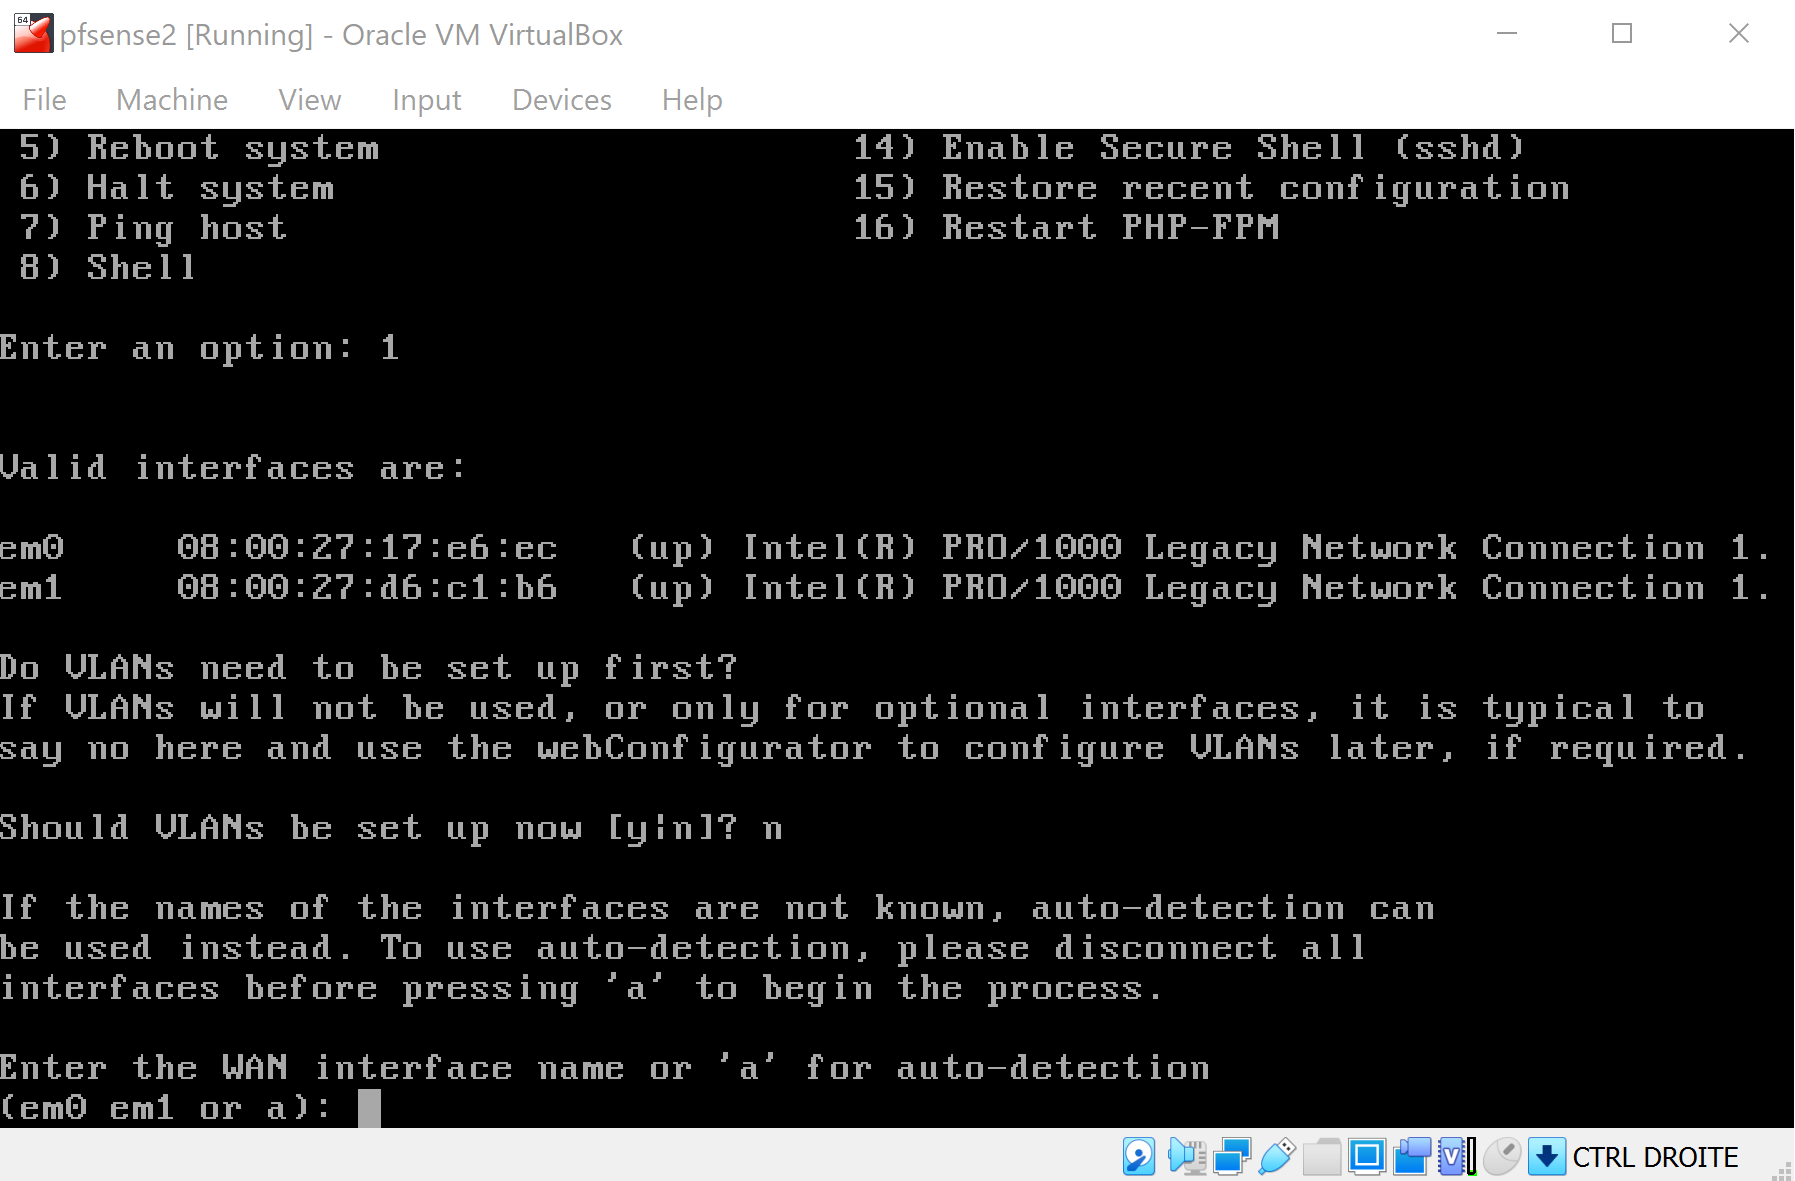 64
pfsense2 [Running] - Oracle VM VirtualBox
File Machine View Input Devices Help
5) Reboot system 14) Enable Secure Shell (sshd)
6) Halt system 15) Restore recent configuration
7) Ping host 16) Restart PHP-FPM
8) Shell
Enter an option: 1
Valid interfaces are:
em0 08:00:27:17:e6:ec (up) Intel(R) PRO/1000 Legacy Network Connection 1.
em1 08:00:27:d6:c1:b6 (up) Intel(R) PRO/1000 Legacy Network Connection 1.
Do VLANs need to be set up first?
If VLANs will not be used, or only for optional interfaces, it is typical to
say no here and use the webConfigurator to configure VLANs later, if required.
Should VLANs be set up now [y|n]? n
If the names of the interfaces are not known, auto-detection can
be used instead. To use auto-detection, please disconnect all
interfaces before pressing 'a' to begin the process.
Enter the WAN interface name or 'a' for auto-detection
(em0 em1 or a):
V
CTRL DROITE